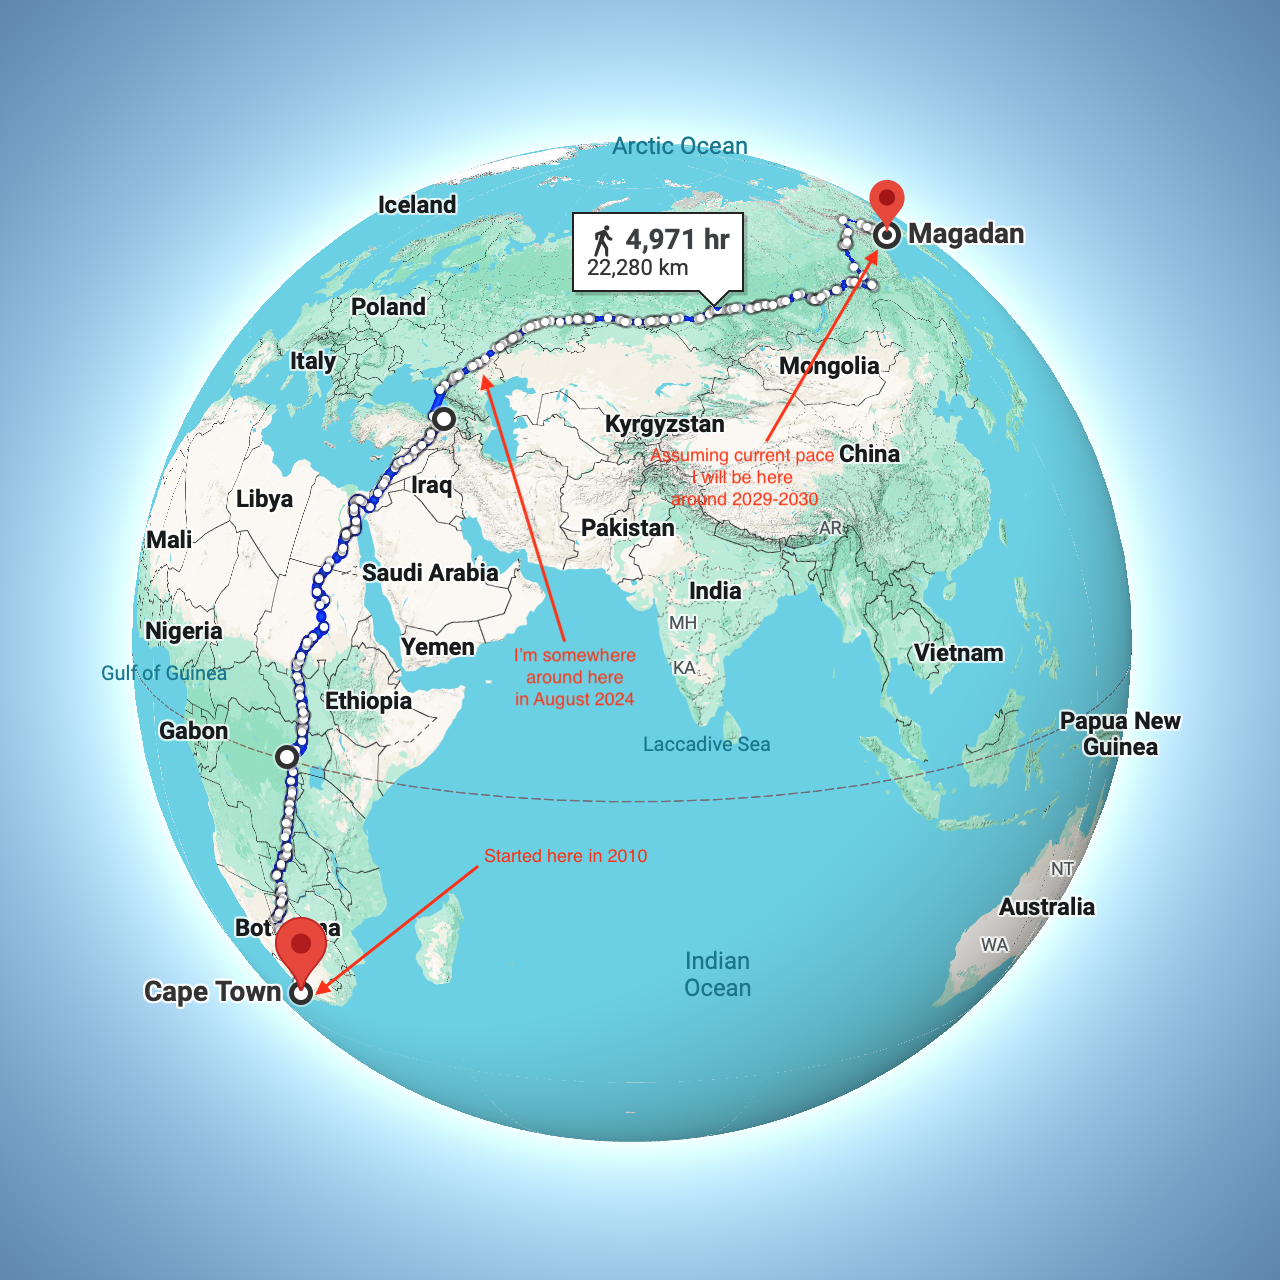 Arctic Ocean
Iceland
4,971 hr
22,280 km
Magadan
Poland
Italy
Mongolia
Kyrgyzstan
Assuming current pace
I will be here
around 2029-2030
China
Iraq
Libya
Pakistan
AR
Mali
Saudi Arabia
India
MH
Nigeria
Yemen
Vietnam
I'm somewhere
around here
in August 2024
KA
Gulf of Guinea
Ethiopia
Gabon
Papua New
Guinea
Laccadive Sea
Started here in 2010
NT
Australia
WA
Indian
Ocean
Cape Town